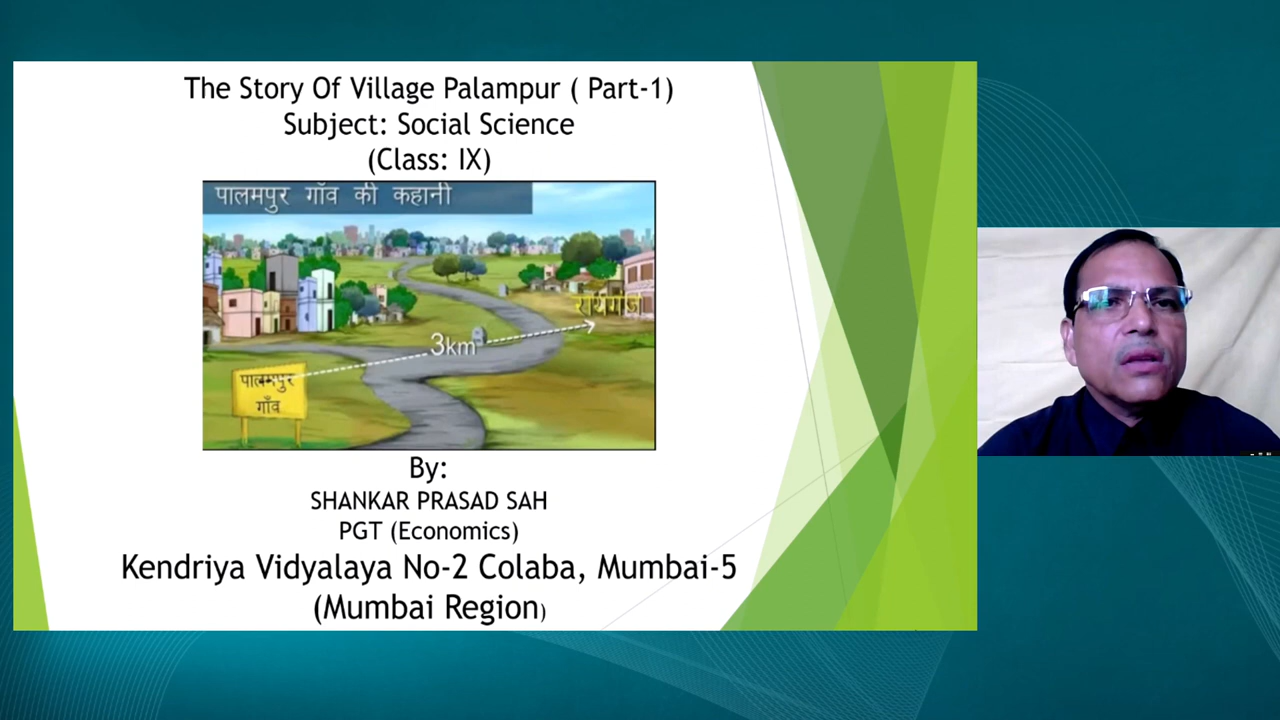 The Story Of Village Palampur ( Part-1)
Subject: Social Science
(Class: IX)
पालमपुर गाँव की कहानी
रायगंज
3km
पालमपुर
गाँव
By:
SHANKAR PRASAD SAH
PGT (Economics)
Kendriya Vidyalaya No-2 Colaba, Mumbai-5
(Mumbai Region)